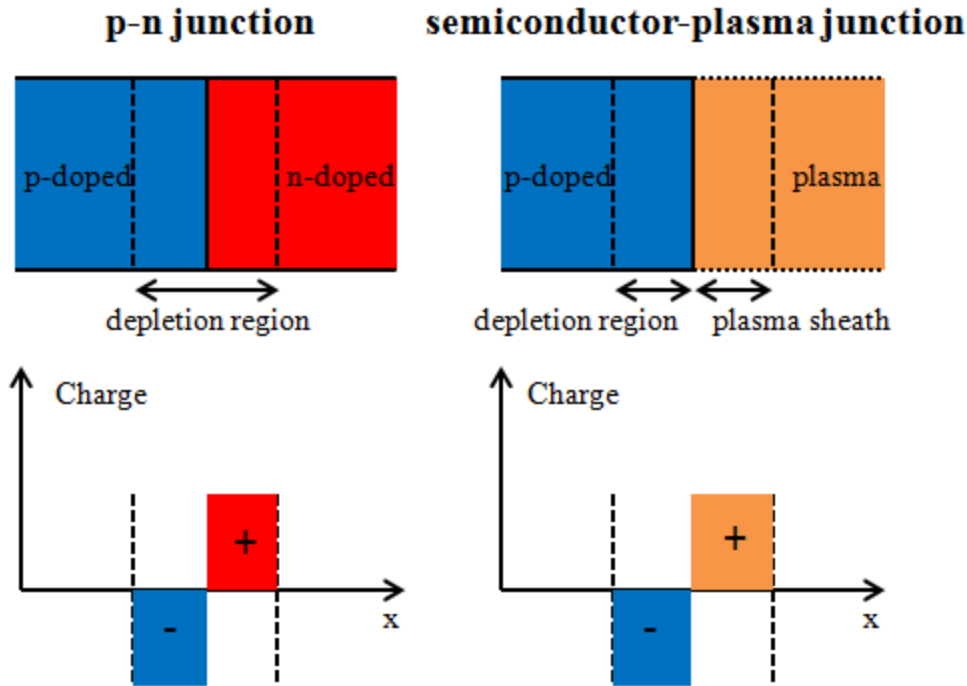 p-n junction
semiconductor-plasma junction
p-doped
n-doped
p-doped
plasma
depletion region
depletion region
plasma sheath
Charge
Charge
+
+
-
-
x
x